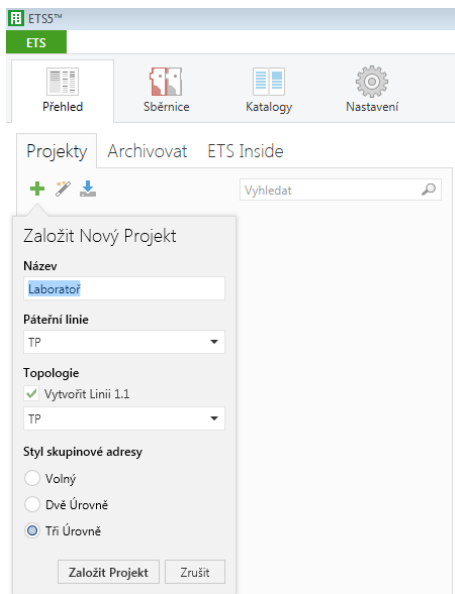 ETS5™
ETS
Přehled Sběrnice Katalogy Nastavení
Projekty Archivovat ETS Inside
Vyhledat
Založit Nový Projekt
Název
Laboratoř
Páteřní linie
TP
Topologie
Vytvořit Linii 1.1
TP
Styl skupinové adresy
Volný
Dvě Úrovně
Tři Úrovně
Založit Projekt Zrušit